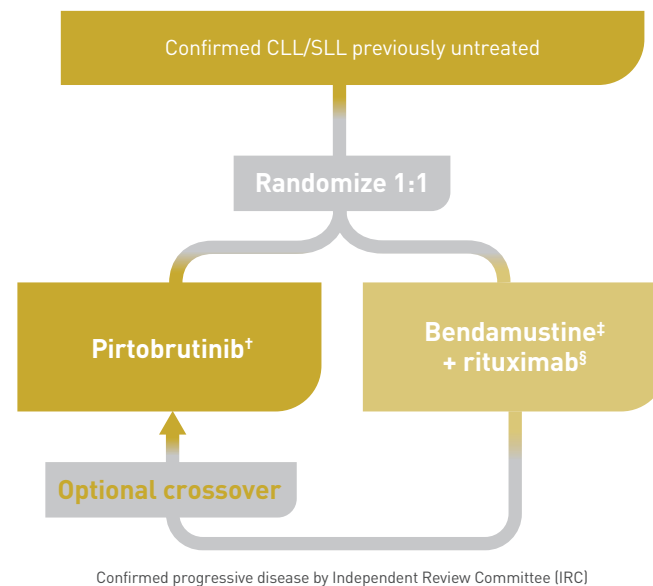 Confirmed CLL/SLL previously untreated
Randomize 1:1
Pirtobrutinib†
Bendamustine‡
+ rituximab§
Optional crossover
Confirmed progressive disease by Independent Review Committee (IRC)